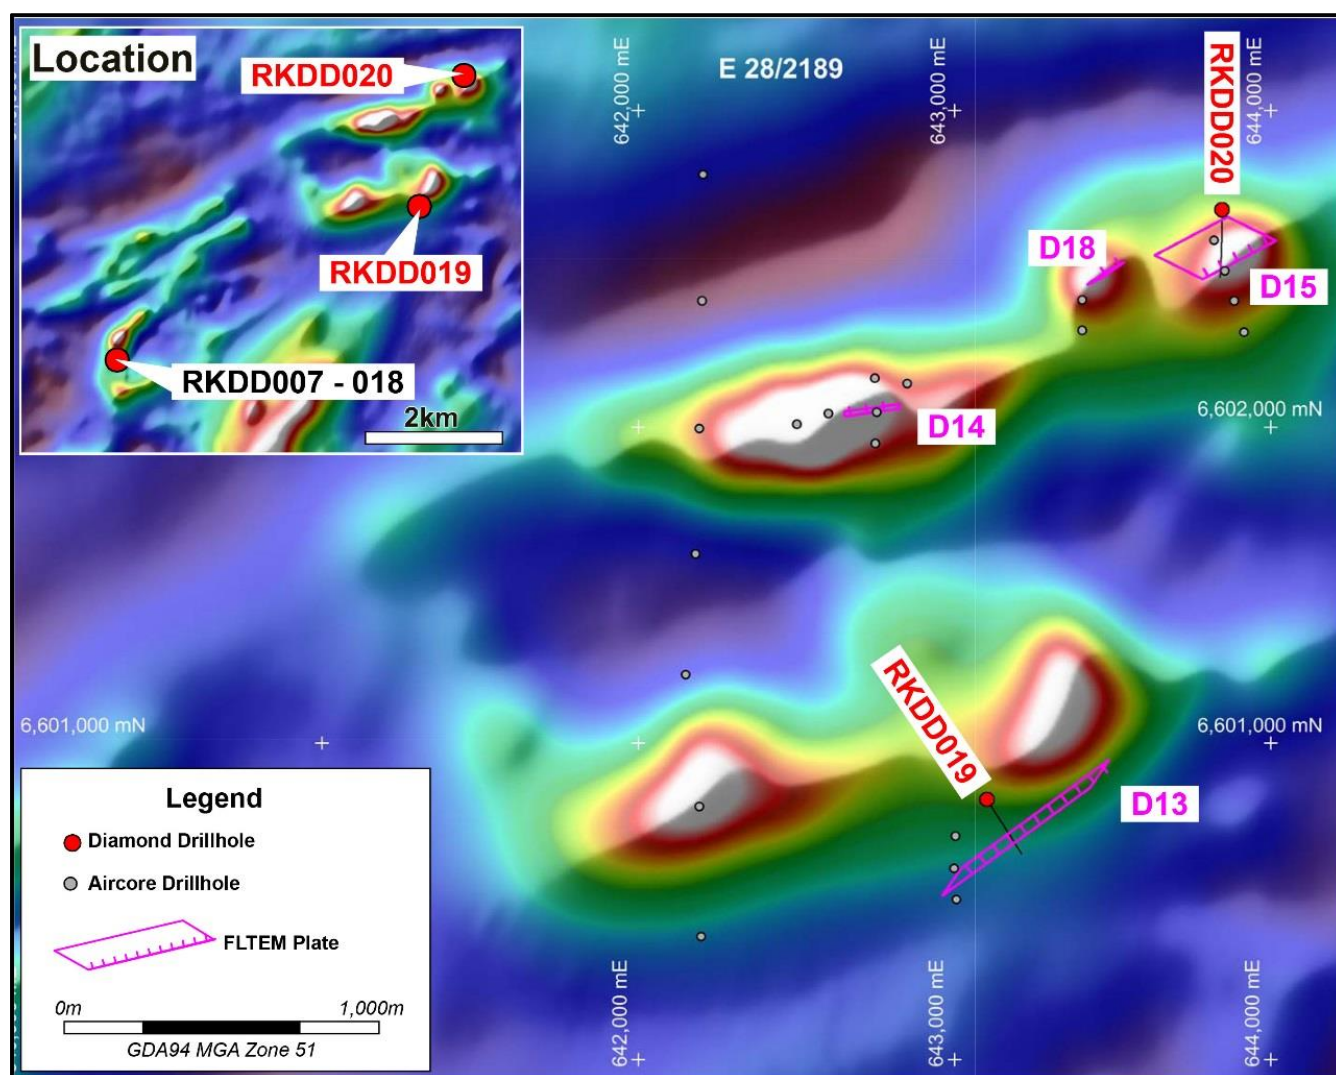 Location
RKDD020
RKDD019
RKDD007 - 018
2km
E 28/2189
642,000 mE
643,000 mE
644,000 mE
RKDD020
D18
D15
D14
6,602,000 mN
6,601,000 mN
6,601,000 mN
RKDD019
D13
Legend
Diamond Drillhole
Aircore Drillhole
FLTEM Plate
0m
1,000m
GDA94 MGA Zone 51
642,000 mE
643,000 mE
644,000 mE